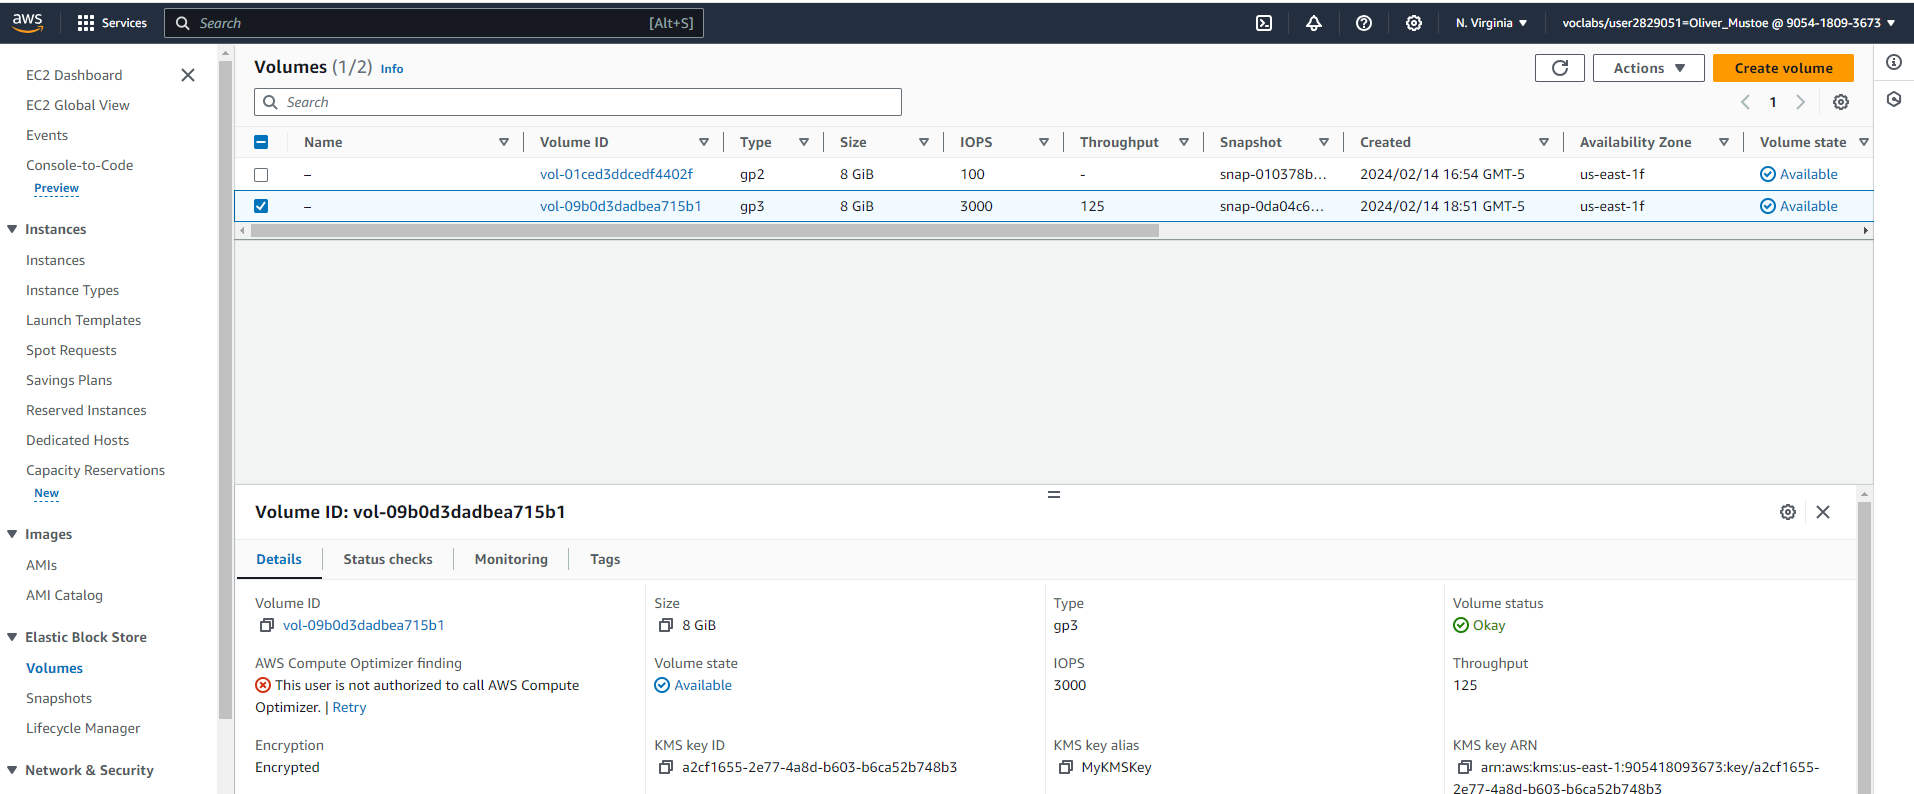 aws Services Search [Alt+S] N. Virginia voclabs/user2829051=Oliver_Mustoe @ 9054-1809-3673
EC2 Dashboard
EC2 Global View
Events
Console-to-Code
Preview
Instances
Instances
Instance Types
Launch Templates
Spot Requests
Savings Plans
Reserved Instances
Dedicated Hosts
Capacity Reservations
New
Images
AMIs
AMI Catalog
Elastic Block Store
Volumes
Snapshots
Lifecycle Manager
Network & Security
Volumes (1/2) Info Actions Create volume
Search 1
Name Volume ID Type Size IOPS Throughput Snapshot Created Availability Zone Volume state
– vol-01ced3ddcedf4402f gp2 8 GiB 100 - snap-010378b... 2024/02/14 16:54 GMT-5 us-east-1f Available
– vol-09b0d3dadbea715b1 gp3 8 GiB 3000 125 snap-0da04c6... 2024/02/14 18:51 GMT-5 us-east-1f Available
Volume ID: vol-09b0d3dadbea715b1
Details Status checks Monitoring Tags
Volume ID Size Type Volume status
vol-09b0d3dadbea715b1 8 GiB gp3 Okay
AWS Compute Optimizer finding Volume state IOPS Throughput
This user is not authorized to call AWS Compute Available 3000 125
Optimizer. | Retry
Encryption KMS key ID KMS key alias KMS key ARN
Encrypted a2cf1655-2e77-4a8d-b603-b6ca52b748b3 MyKMSKey arn:aws:kms:us-east-1:905418093673:key/a2cf1655-
2e77-4a8d-b603-b6ca52b748b3